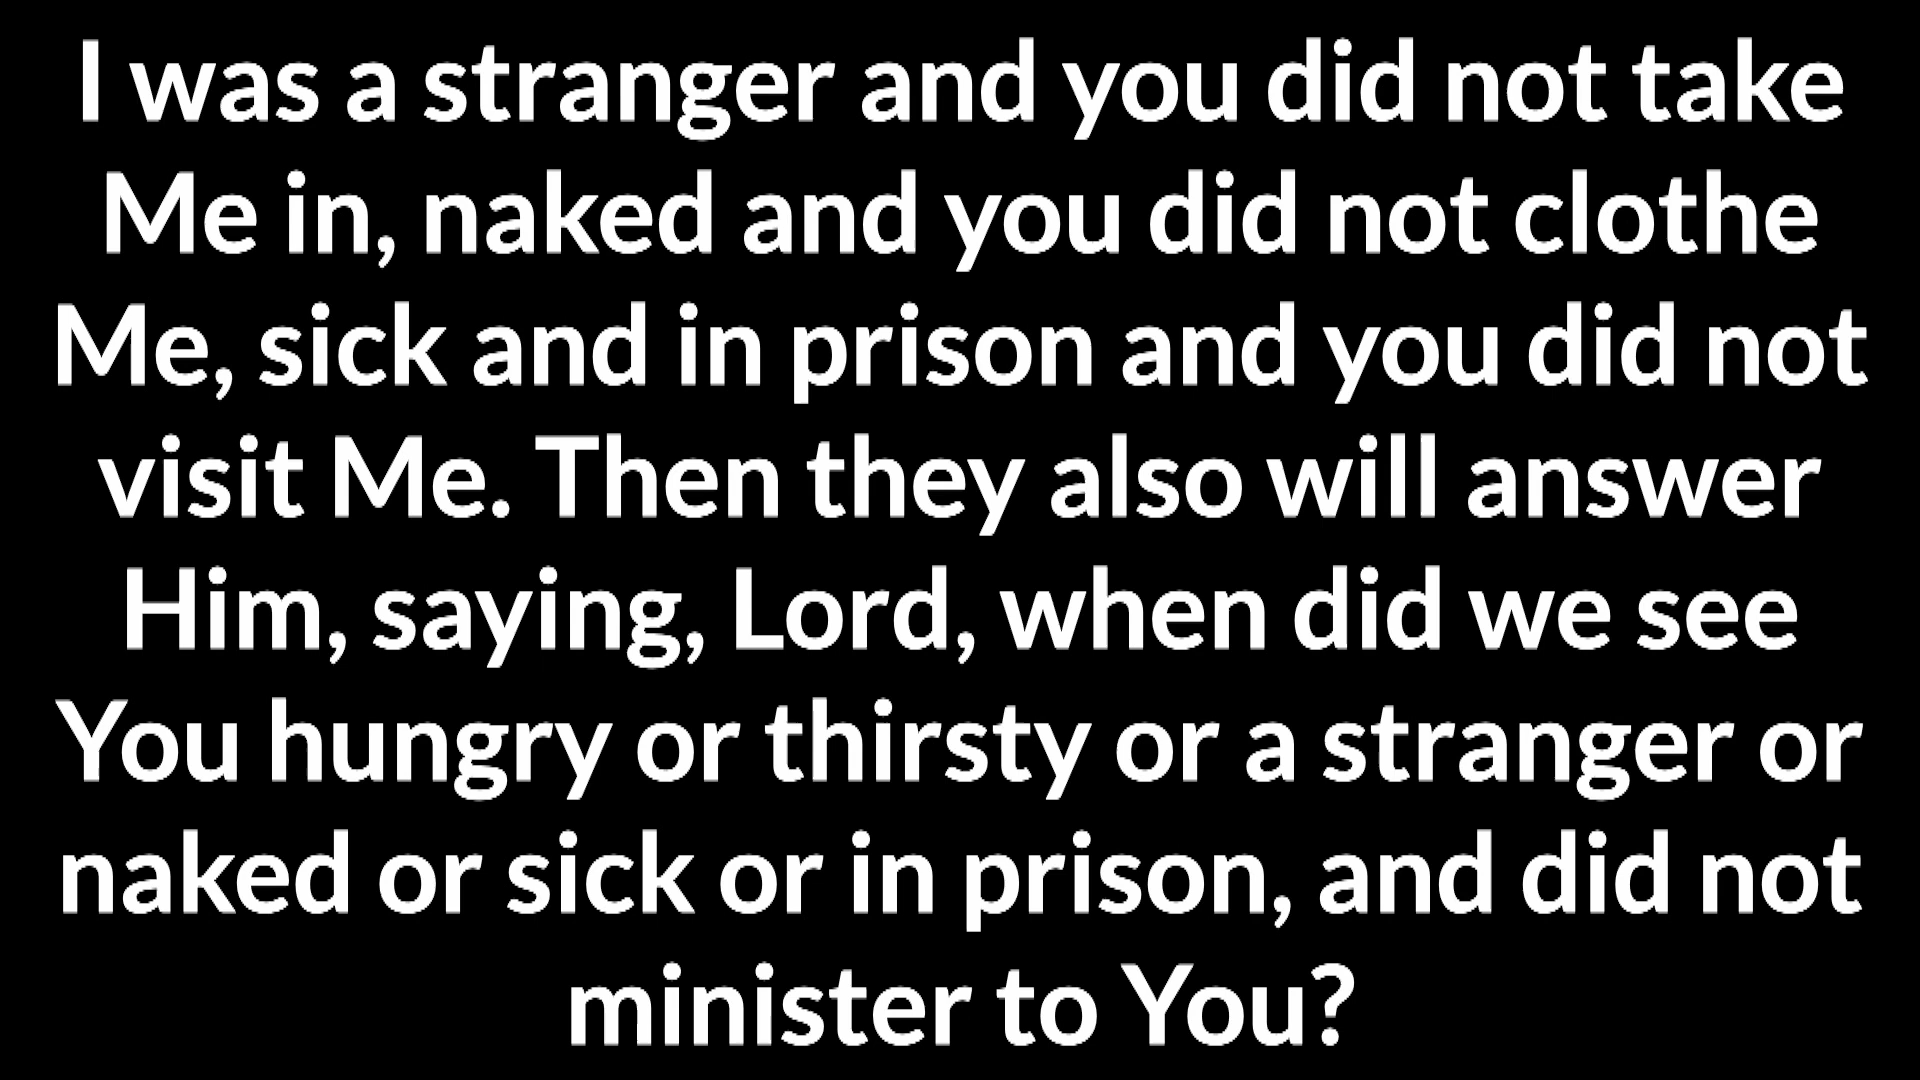 I was a stranger and you did not take
Me in, naked and you did not clothe
Me, sick and in prison and you did not
visit Me. Then they also will answer
Him, saying, Lord, when did we see
You hungry or thirsty or a stranger or
naked or sick or in prison, and did not
minister to You?